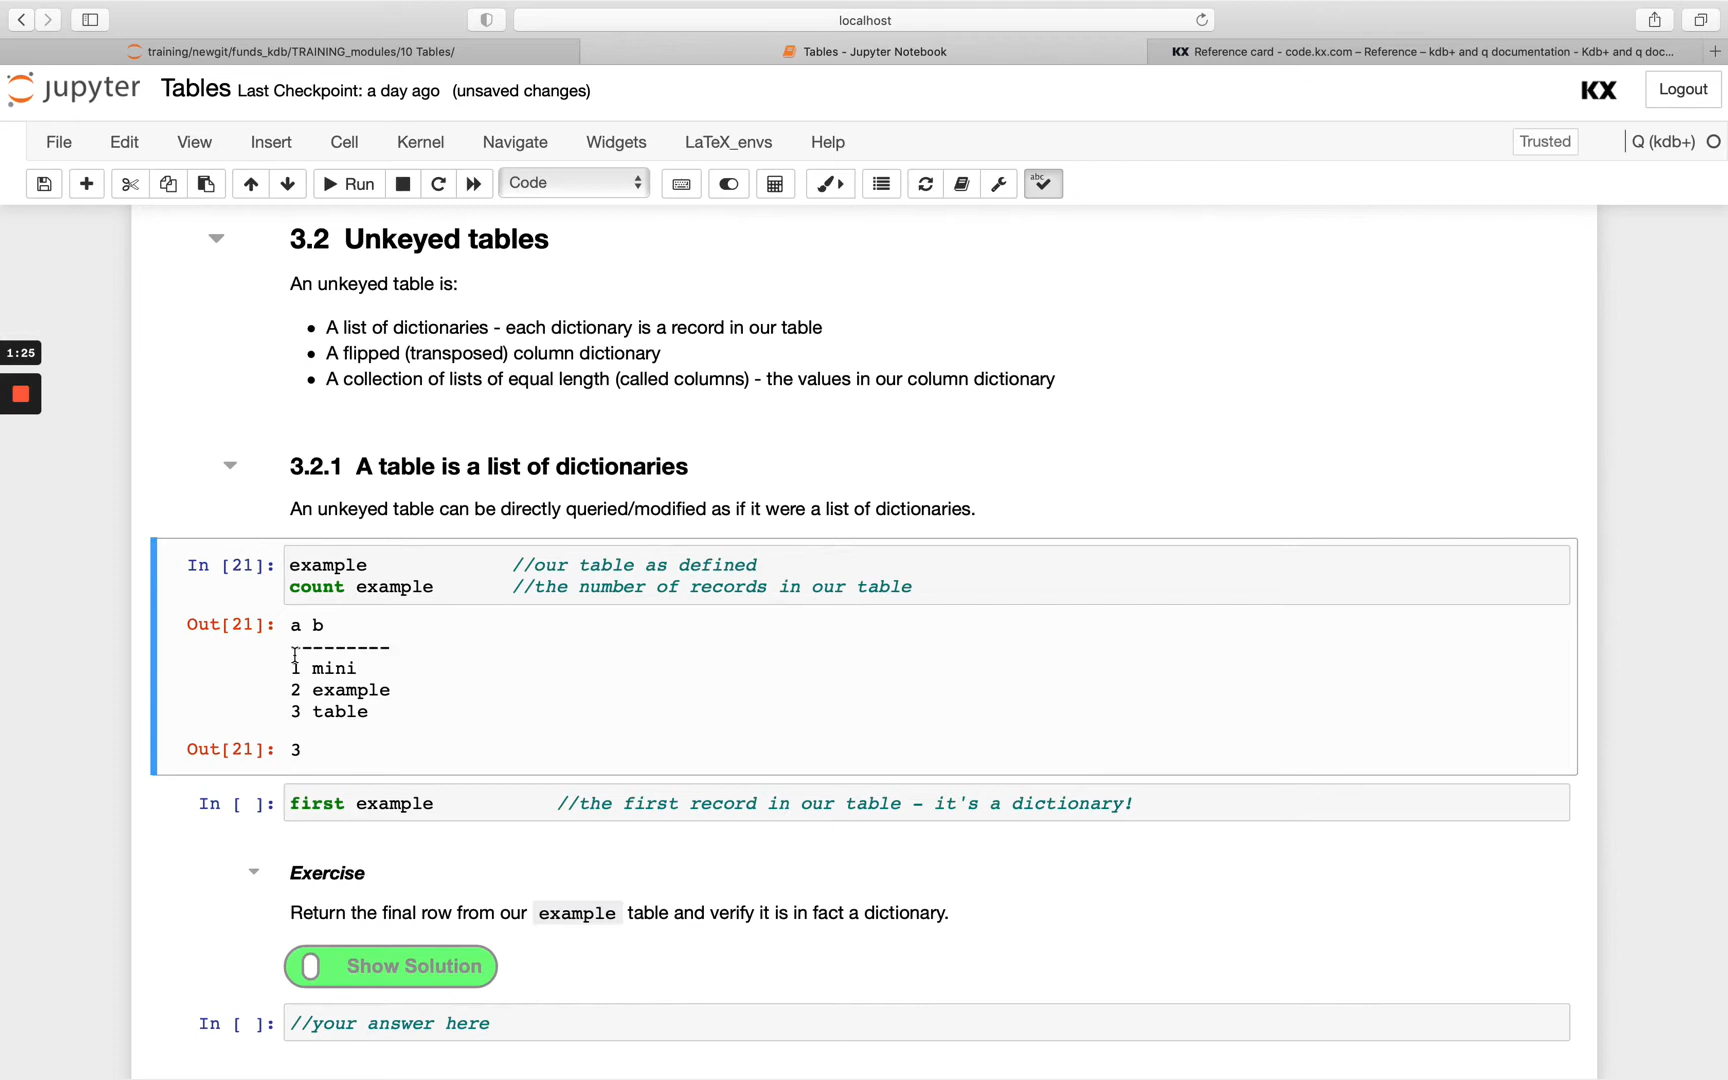 localhost
training/newgit/funds_kdb/TRAINING_modules/10 Tables/
Tables - Jupyter Notebook
KX Reference card - code.kx.com – Reference – kdb+ and q documentation - Kdb+ and q doc...
jupyter Tables Last Checkpoint: a day ago (unsaved changes)
KX Logout
File Edit View Insert Cell Kernel Navigate Widgets LaTeX_envs Help Trusted Q (kdb+)
Run Code abc
3.2 Unkeyed tables
An unkeyed table is:
• A list of dictionaries - each dictionary is a record in our table
• A flipped (transposed) column dictionary
• A collection of lists of equal length (called columns) - the values in our column dictionary
1:25
3.2.1 A table is a list of dictionaries
An unkeyed table can be directly queried/modified as if it were a list of dictionaries.
In [21]: example //our table as defined
count example //the number of records in our table
Out[21]: a b
---------
1 mini
2 example
3 table
Out[21]: 3
In [ ]: first example //the first record in our table - it's a dictionary!
Exercise
Return the final row from our example table and verify it is in fact a dictionary.
Show Solution
In [ ]: //your answer here